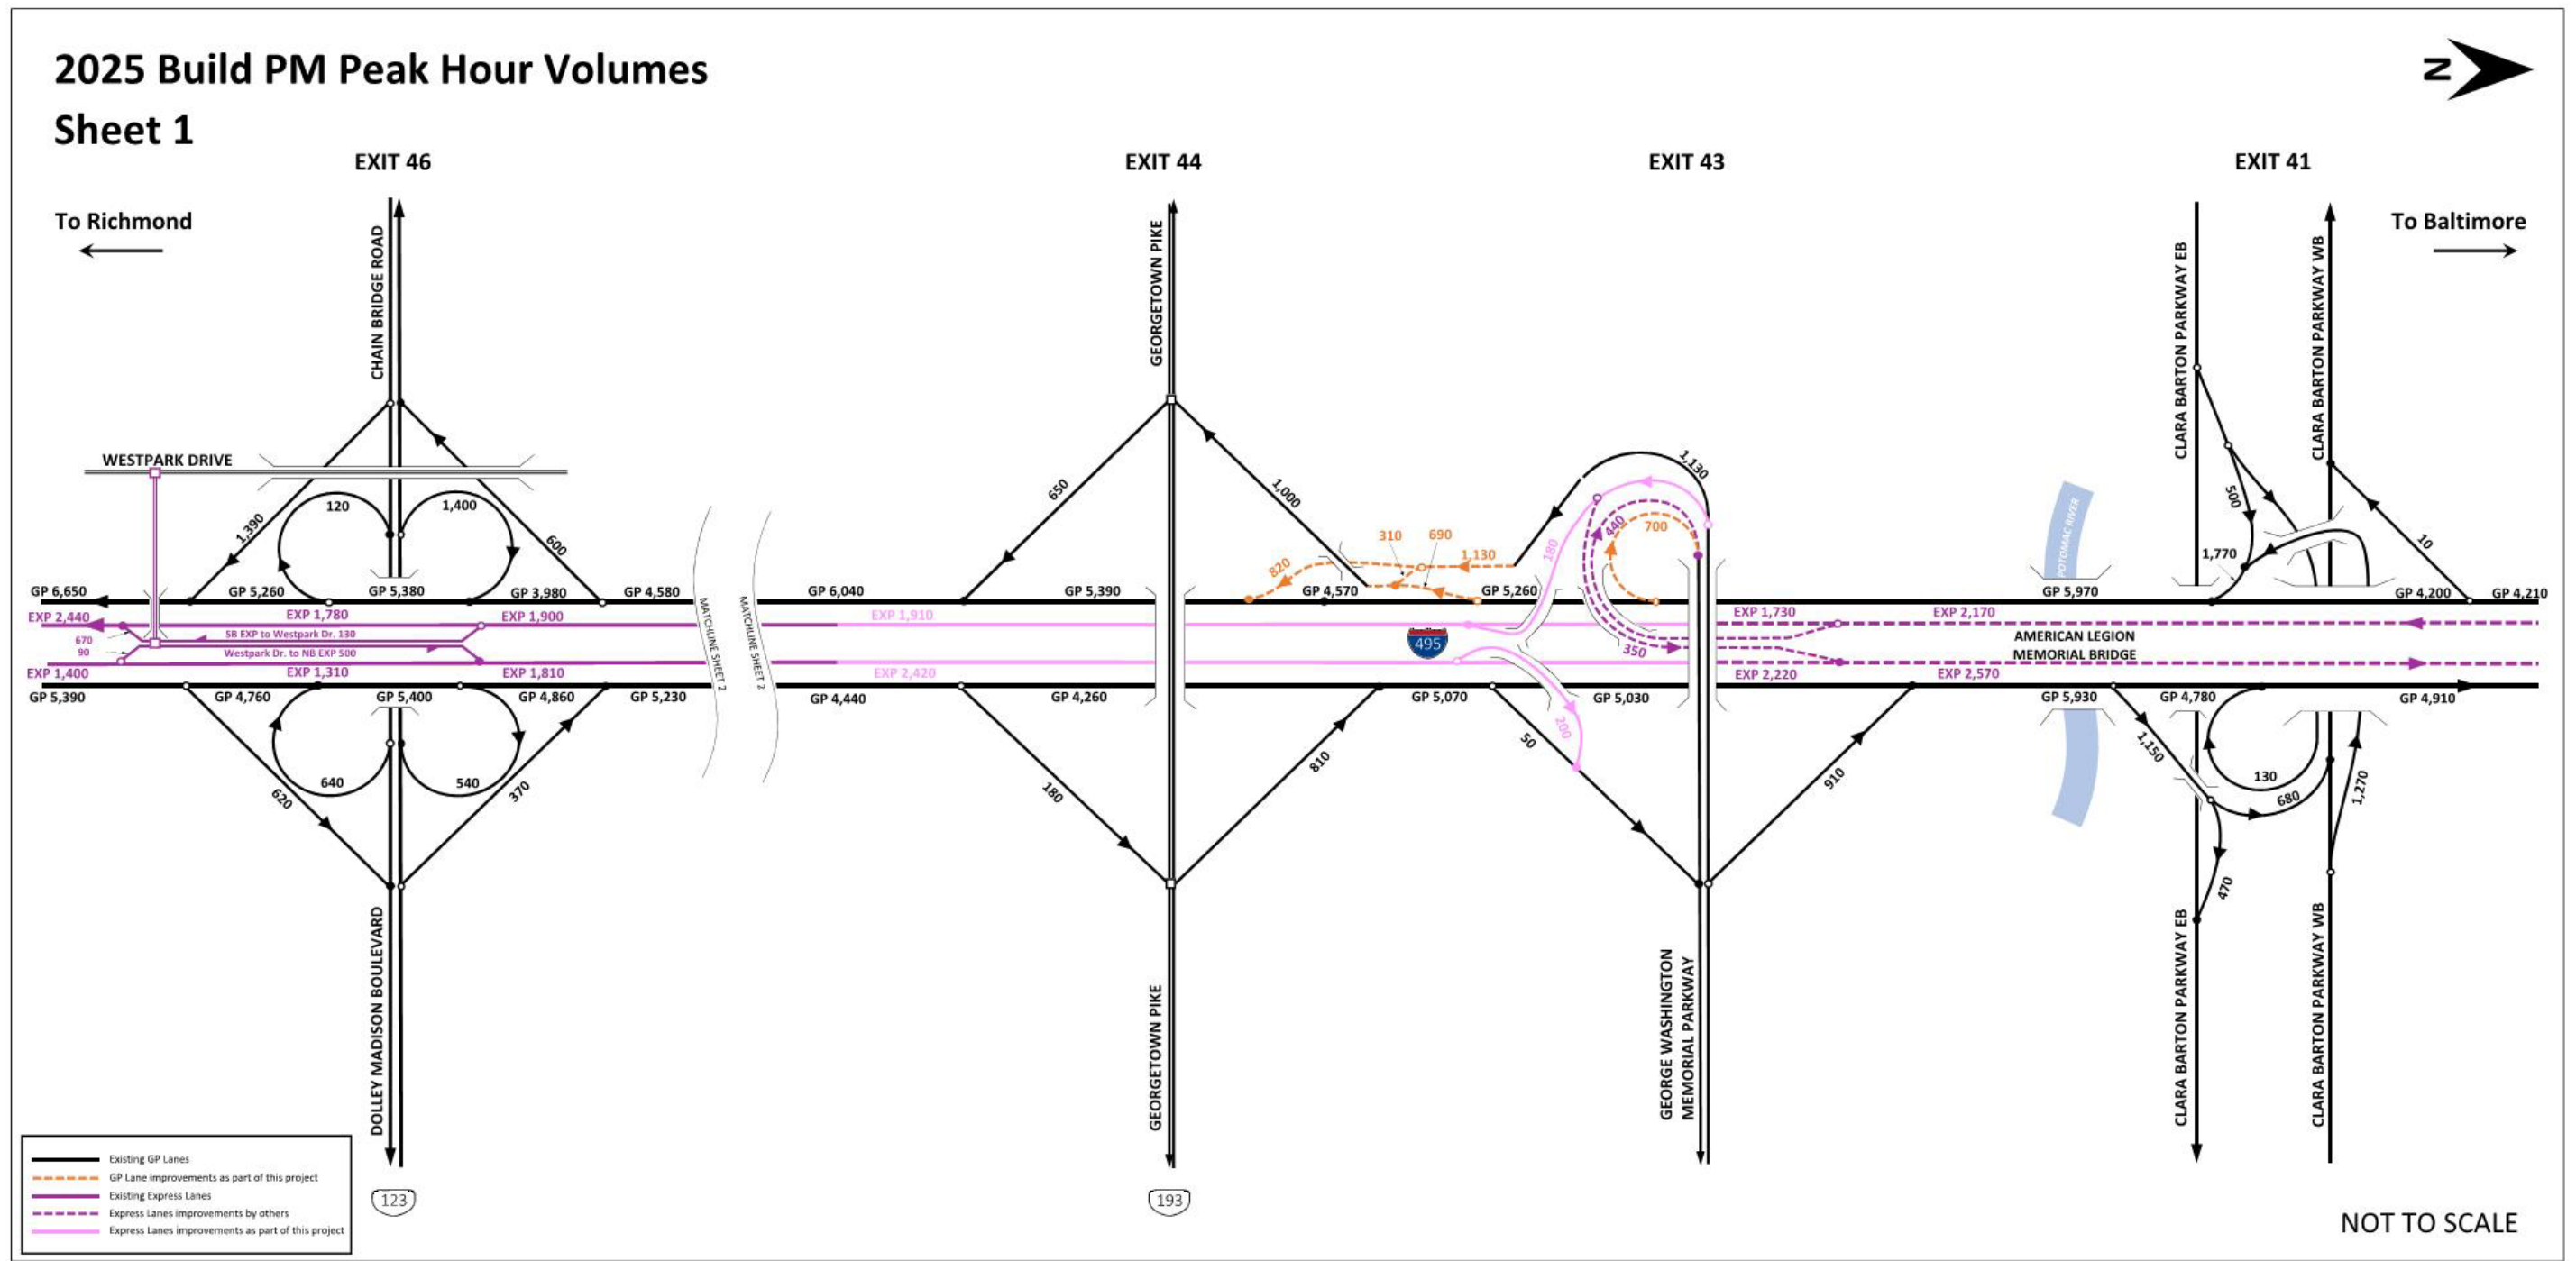 2025 Build PM Peak Hour Volumes
Sheet 1
N
EXIT 46
EXIT 44
EXIT 43
EXIT 41
To Richmond
To Baltimore
CHAIN BRIDGE ROAD
GEORGETOWN PIKE
CLARA BARTON PARKWAY EB
CLARA BARTON PARKWAY WB
WESTPARK DRIVE
1,390
120
1,400
600
650
1,000
820
310
690
1,130
180
440
700
1,130
POTOMAC RIVER
500
1,770
10
GP 6,650
GP 5,260
GP 5,380
GP 3,980
GP 4,580
GP 6,040
GP 5,390
GP 4,570
GP 5,260
GP 5,970
GP 4,200
GP 4,210
EXP 2,440
EXP 1,780
EXP 1,900
EXP 1,910
EXP 1,730
EXP 2,170
670
90
SB EXP to Westpark Dr. 130
Westpark Dr. to NB EXP 500
MATCHLINE SHEET 2
MATCHLINE SHEET 2
495
350
AMERICAN LEGION
MEMORIAL BRIDGE
EXP 1,400
EXP 1,310
EXP 1,810
EXP 2,420
EXP 2,220
EXP 2,570
GP 5,390
GP 4,760
GP 5,400
GP 4,860
GP 5,230
GP 4,440
GP 4,260
GP 5,070
GP 5,030
GP 5,930
GP 4,780
GP 4,910
620
640
540
370
180
810
50
200
910
1,150
130
680
1,270
470
DOLLEY MADISON BOULEVARD
GEORGETOWN PIKE
GEORGE WASHINGTON
MEMORIAL PARKWAY
CLARA BARTON PARKWAY EB
CLARA BARTON PARKWAY WB
Existing GP Lanes
GP Lane improvements as part of this project
Existing Express Lanes
Express Lanes improvements by others
Express Lanes improvements as part of this project
123
193
NOT TO SCALE